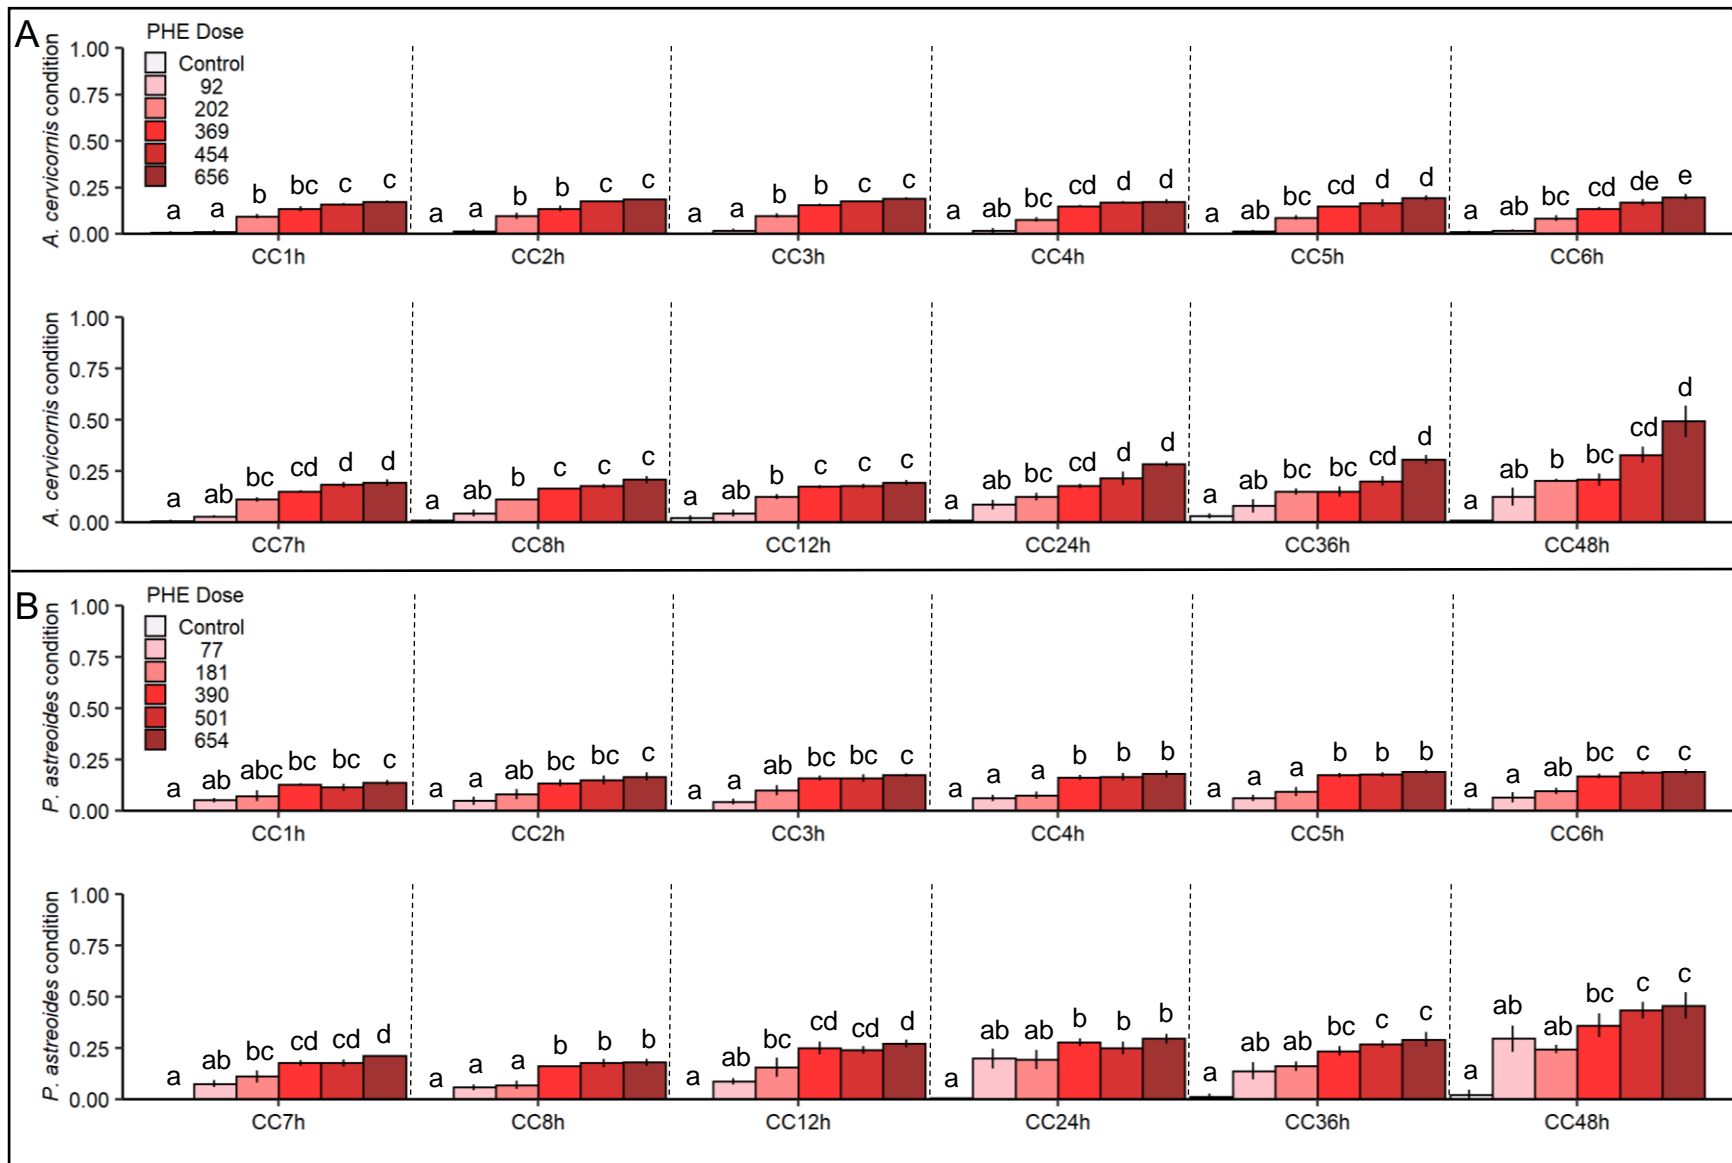 A
PHE Dose
Control
92
202
369
454
656
A. cervicornis condition
1.00
0.75
0.50
0.25
0.00
a a b bc c c
a a b b c c
a a b b c c
a ab bc cd d d
a ab bc cd d d
a ab bc cd de e
CC1h CC2h CC3h CC4h CC5h CC6h
A. cervicornis condition
1.00
0.75
0.50
0.25
0.00
a ab bc cd d d
a ab b c c c
a ab b c c c
a ab bc cd d d
a ab bc bc cd d
a ab b bc cd d
CC7h CC8h CC12h CC24h CC36h CC48h
B
PHE Dose
Control
77
181
390
501
654
P. astreoides condition
1.00
0.75
0.50
0.25
0.00
a ab abc bc bc c
a a ab bc bc c
a a ab bc bc c
a a a b b b
a a a b b b
a a ab bc c c
CC1h CC2h CC3h CC4h CC5h CC6h
P. astreoides condition
1.00
0.75
0.50
0.25
0.00
a ab bc cd cd d
a a a b b b
a ab bc cd cd d
a ab ab b b b
a ab ab bc c c
a ab ab bc c c
CC7h CC8h CC12h CC24h CC36h CC48h